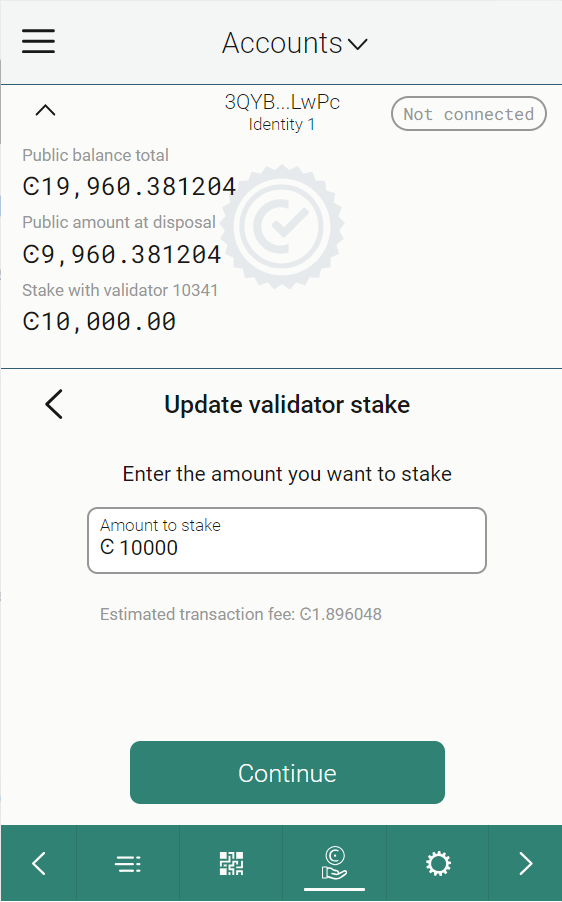 Accounts
3QYB...LwPc
Identity 1
Not connected
Public balance total
Ͼ19,960.381204
Public amount at disposal
Ͼ9,960.381204
Stake with validator 10341
Ͼ10,000.00
Update validator stake
Enter the amount you want to stake
Amount to stake
Ͼ 10000
Estimated transaction fee: Ͼ1.896048
Continue